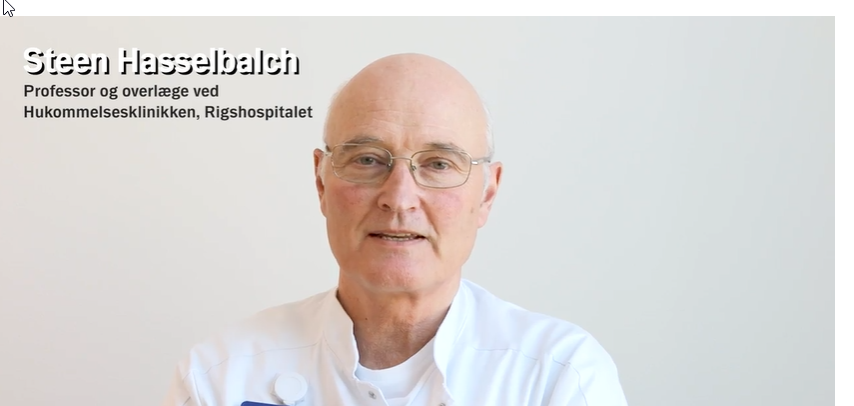 Steen Hasselbalch
Professor og overlæge ved
Hukommelsesklinikken, Rigshospitalet